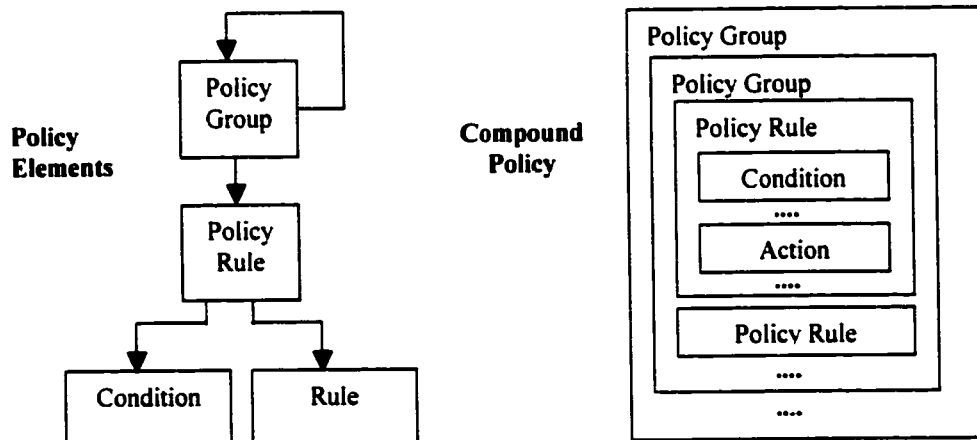 Policy
Elements
Policy
Group
Policy
Rule
Condition
Rule
Compound
Policy
Policy Group
Policy Group
Policy Rule
Condition
....
Action
....
Policy Rule
....
....